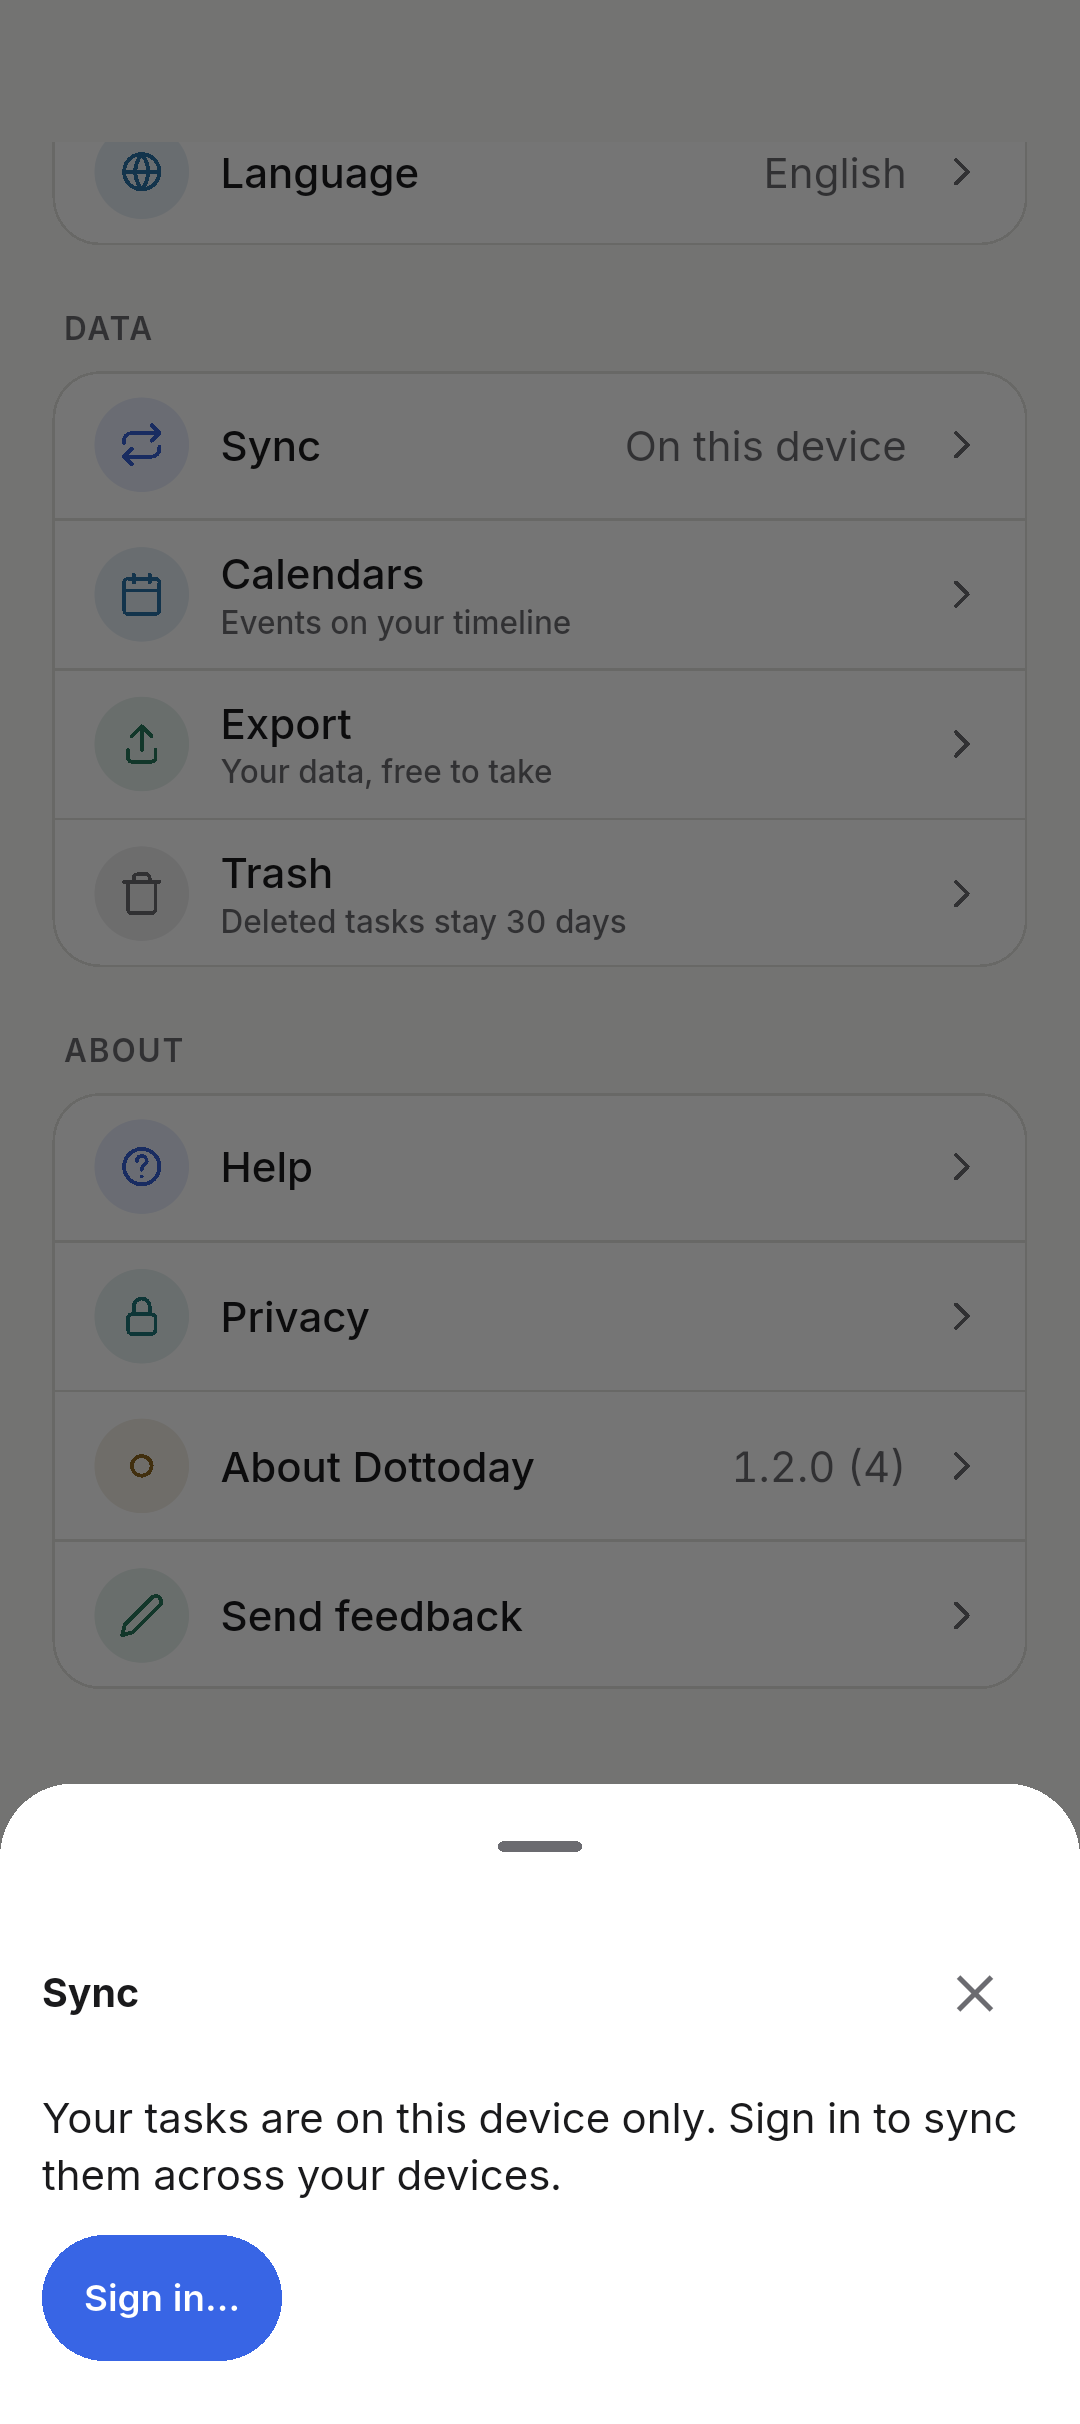 Language English
DATA
Sync On this device
Calendars
Events on your timeline
Export
Your data, free to take
Trash
Deleted tasks stay 30 days
ABOUT
Help
Privacy
About Dottoday 1.2.0 (4)
Send feedback
Sync
Your tasks are on this device only. Sign in to sync
them across your devices.
Sign in...